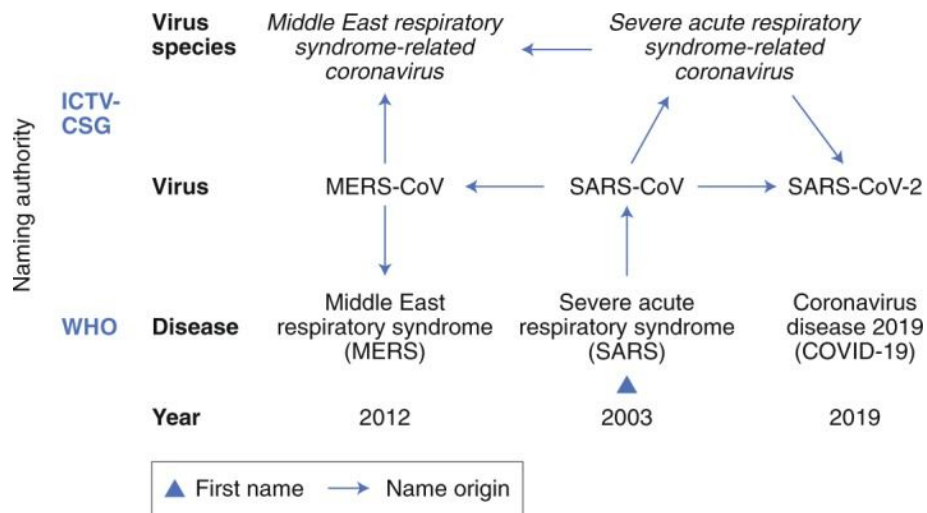 Naming authority
Virus
species
Middle East respiratory
syndrome-related
coronavirus
Severe acute respiratory
syndrome-related
coronavirus
ICTV-
CSG
Virus
MERS-CoV
SARS-CoV
SARS-CoV-2
WHO
Disease
Middle East
respiratory syndrome
(MERS)
Severe acute
respiratory syndrome
(SARS)
Coronavirus
disease 2019
(COVID-19)
Year
2012
2003
2019
First name
Name origin